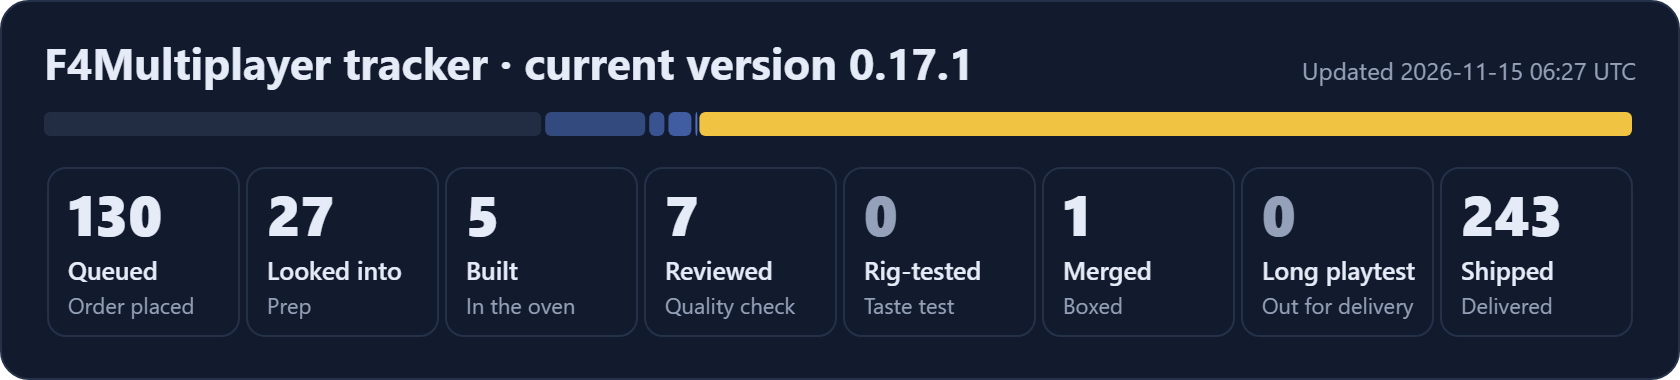 F4Multiplayer tracker · current version 0.17.1
Updated 2026-11-15 06:27 UTC
130
Queued
Order placed
27
Looked into
Prep
5
Built
In the oven
7
Reviewed
Quality check
0
Rig-tested
Taste test
1
Merged
Boxed
0
Long playtest
Out for delivery
243
Shipped
Delivered